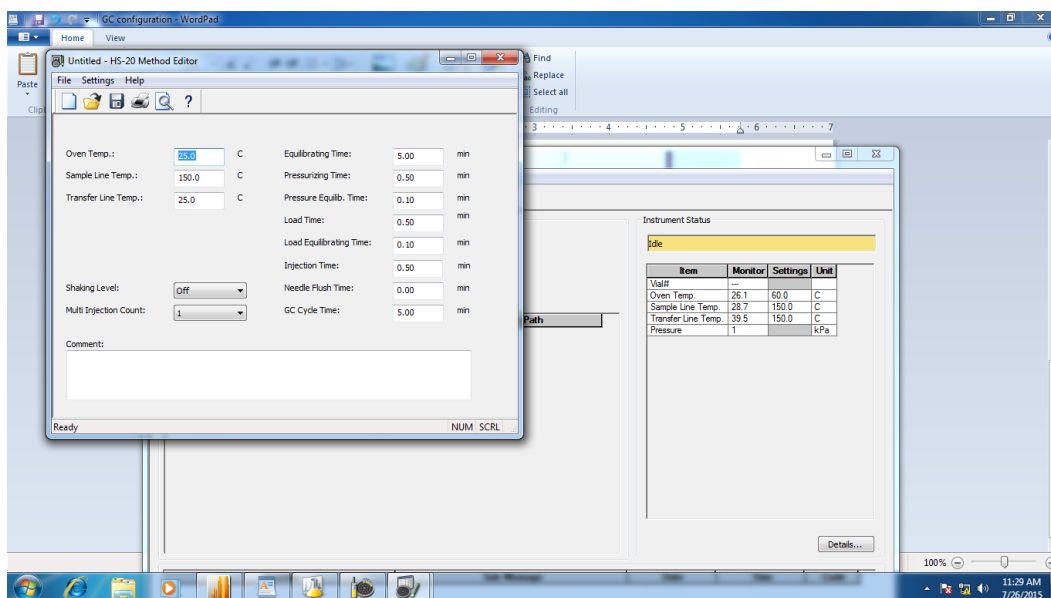 GC configuration - WordPad
Home View
Paste
Find
Replace
Select all
Editing
3 4 5 6 7
Untitled - HS-20 Method Editor
File Settings Help
Oven Temp.: 25.0 C Equilibrating Time: 5.00 min
Sample Line Temp.: 150.0 C Pressurizing Time: 0.50 min
Transfer Line Temp.: 25.0 C Pressure Equilib. Time: 0.10 min
Load Time: 0.50 min
Load Equilibrating Time: 0.10 min
Injection Time: 0.50 min
Shaking Level: Off Needle Flush Time: 0.00 min
Multi Injection Count: 1 GC Cycle Time: 5.00 min
Comment:
Ready NUM SCRL
Path
Instrument Status
Idle
Item Monitor Settings Unit
Vial# ---
Oven Temp. 26.1 60.0 C
Sample Line Temp. 28.7 150.0 C
Transfer Line Temp. 39.5 150.0 C
Pressure 1 kPa
Details...
100%
11:29 AM
7/26/2015